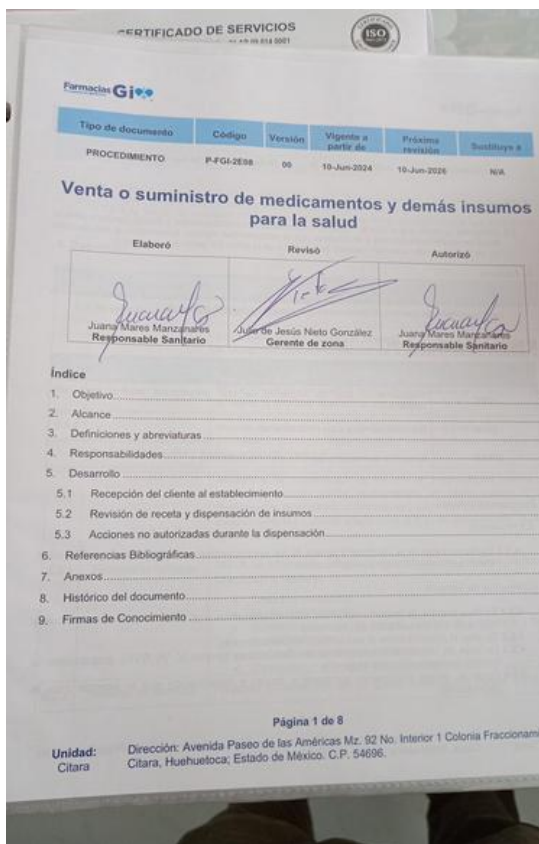 CERTIFICADO DE SERVICIOS
ISO
Farmacias Gi
Tipo de documento Código Versión Vigente a partir de Próxima revisión Sustituye a
PROCEDIMIENTO P-FGI-2E08 00 10-Jun-2024 10-Jun-2026 N/A
Venta o suministro de medicamentos y demás insumos
para la salud
Elaboró Revisó Autorizó
Juana Mares Manzanares Julio de Jesús Nieto González Juana Mares Manzanares
Responsable Sanitario Gerente de zona Responsable Sanitario
Índice
1. Objetivo
2. Alcance
3. Definiciones y abreviaturas
4. Responsabilidades
5. Desarrollo
5.1 Recepción del cliente al establecimiento
5.2 Revisión de receta y dispensación de insumos
5.3 Acciones no autorizadas durante la dispensación
6. Referencias Bibliográficas
7. Anexos
8. Histórico del documento
9. Firmas de Conocimiento
Página 1 de 8
Unidad: Dirección: Avenida Paseo de las Américas Mz. 92 No. Interior 1 Colonia Fraccionam
Citara Citara, Huehuetoca; Estado de México. C.P. 54696.